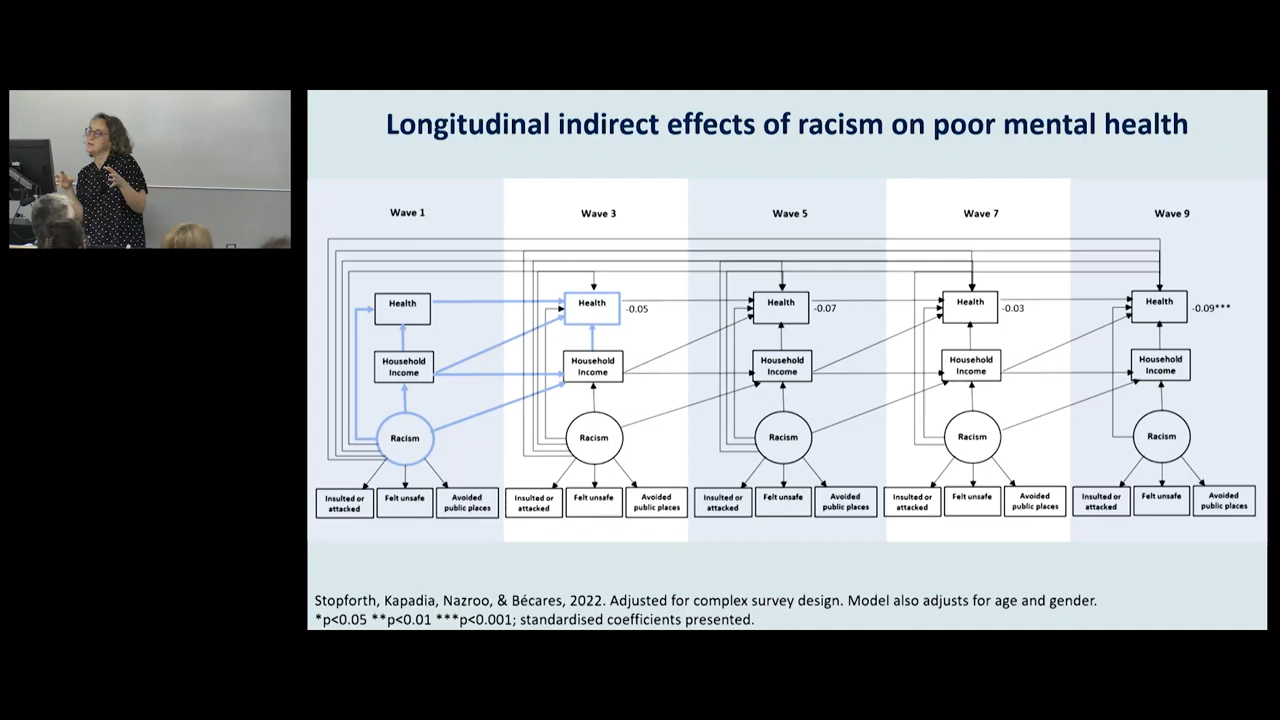 Longitudinal indirect effects of racism on poor mental health
Wave 1
Wave 3
Wave 5
Wave 7
Wave 9
Health
Health
-0.05
Health
-0.07
Health
-0.03
Health
-0.09***
Household
Income
Household
Income
Household
Income
Household
Income
Household
Income
Racism
Racism
Racism
Racism
Racism
Insulted or
attacked
Felt unsafe
Avoided
public places
Insulted or
attacked
Felt unsafe
Avoided
public places
Insulted or
attacked
Felt unsafe
Avoided
public places
Insulted or
attacked
Felt unsafe
Avoided
public places
Insulted or
attacked
Felt unsafe
Avoided
public places
Stopforth, Kapadia, Nazroo, & Bécares, 2022. Adjusted for complex survey design. Model also adjusts for age and gender.
*p<0.05 **p<0.01 ***p<0.001; standardised coefficients presented.